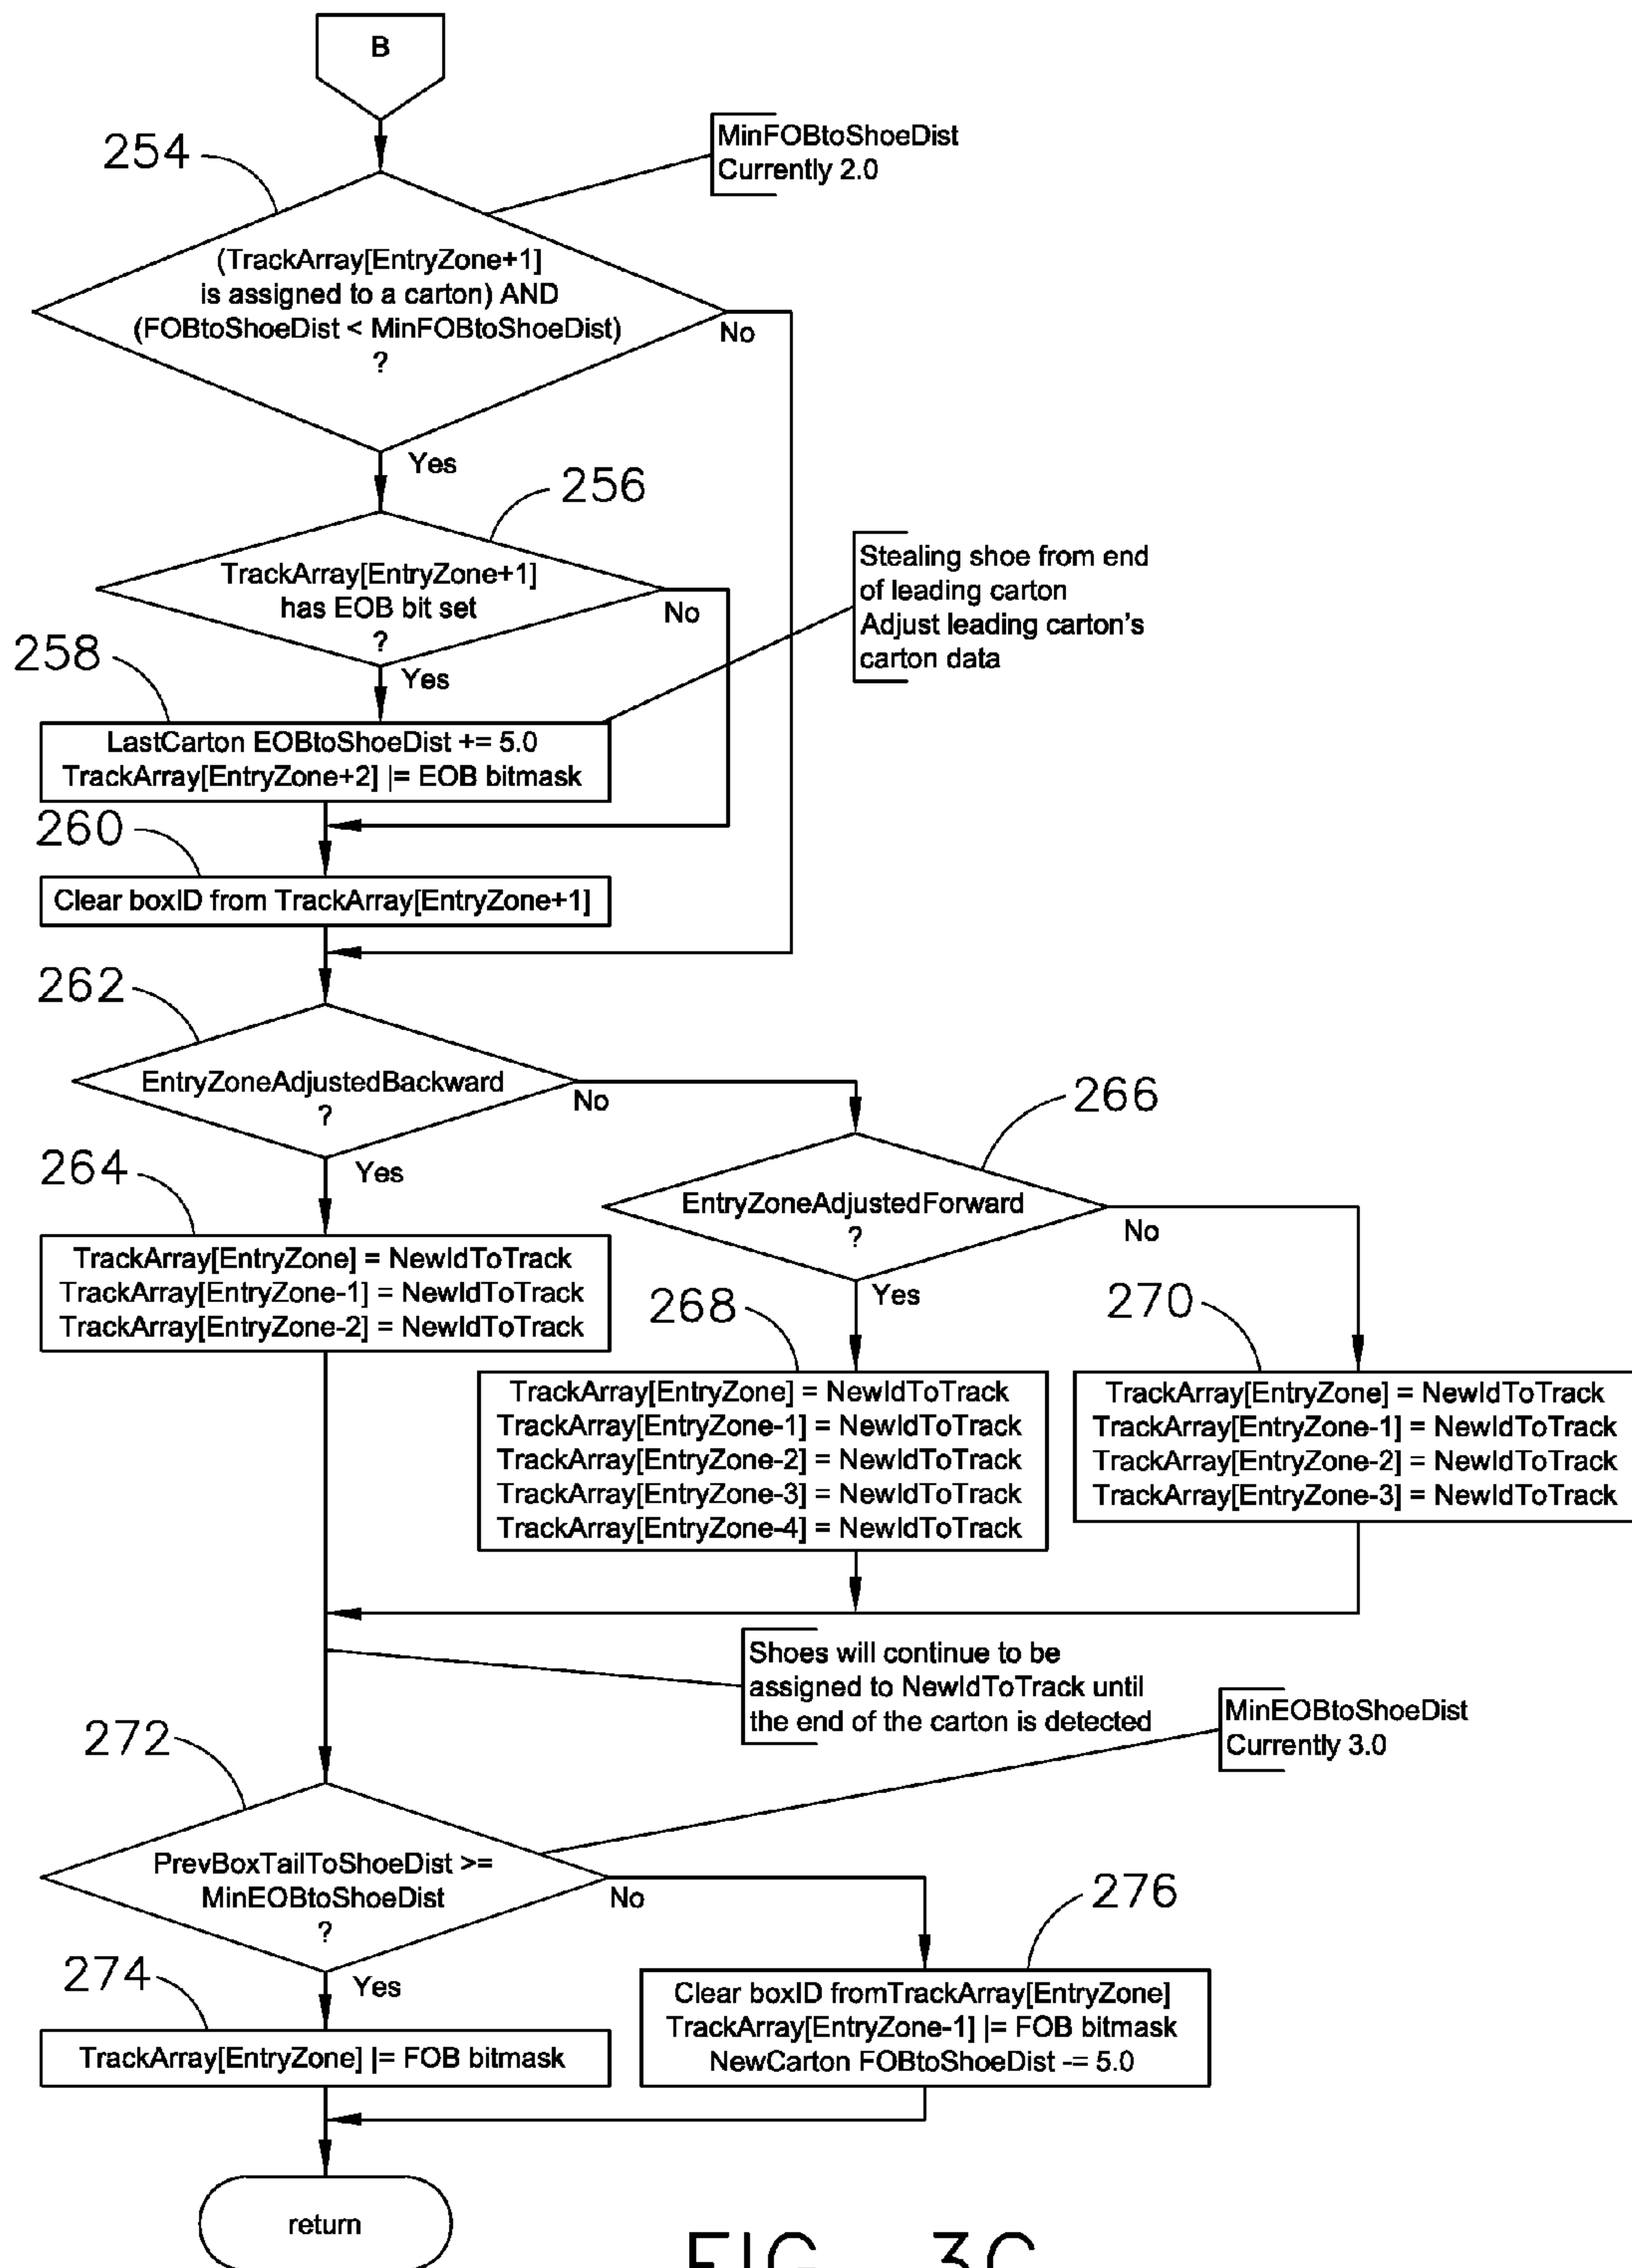 B
254
MinFOBtoShoeDist
Currently 2.0
(TrackArray[EntryZone+1]
is assigned to a carton) AND
(FOBtoShoeDist < MinFOBtoShoeDist)
?
No
Yes
256
TrackArray[EntryZone+1]
has EOB bit set
?
No
Yes
Stealing shoe from end
of leading carton
Adjust leading carton's
carton data
258
LastCarton EOBtoShoeDist += 5.0
TrackArray[EntryZone+2] |= EOB bitmask
260
Clear boxID from TrackArray[EntryZone+1]
262
EntryZoneAdjustedBackward
?
No
Yes
266
EntryZoneAdjustedForward
?
No
Yes
264
TrackArray[EntryZone] = NewIdToTrack
TrackArray[EntryZone-1] = NewIdToTrack
TrackArray[EntryZone-2] = NewIdToTrack
268
TrackArray[EntryZone] = NewIdToTrack
TrackArray[EntryZone-1] = NewIdToTrack
TrackArray[EntryZone-2] = NewIdToTrack
TrackArray[EntryZone-3] = NewIdToTrack
TrackArray[EntryZone-4] = NewIdToTrack
270
TrackArray[EntryZone] = NewIdToTrack
TrackArray[EntryZone-1] = NewIdToTrack
TrackArray[EntryZone-2] = NewIdToTrack
TrackArray[EntryZone-3] = NewIdToTrack
Shoes will continue to be
assigned to NewIdToTrack until
the end of the carton is detected
MinEOBtoShoeDist
Currently 3.0
272
PrevBoxTailToShoeDist >=
MinEOBtoShoeDist
?
No
Yes
274
TrackArray[EntryZone] |= FOB bitmask
276
Clear boxID fromTrackArray[EntryZone]
TrackArray[EntryZone-1] |= FOB bitmask
NewCarton FOBtoShoeDist -= 5.0
return
FIG. 3C